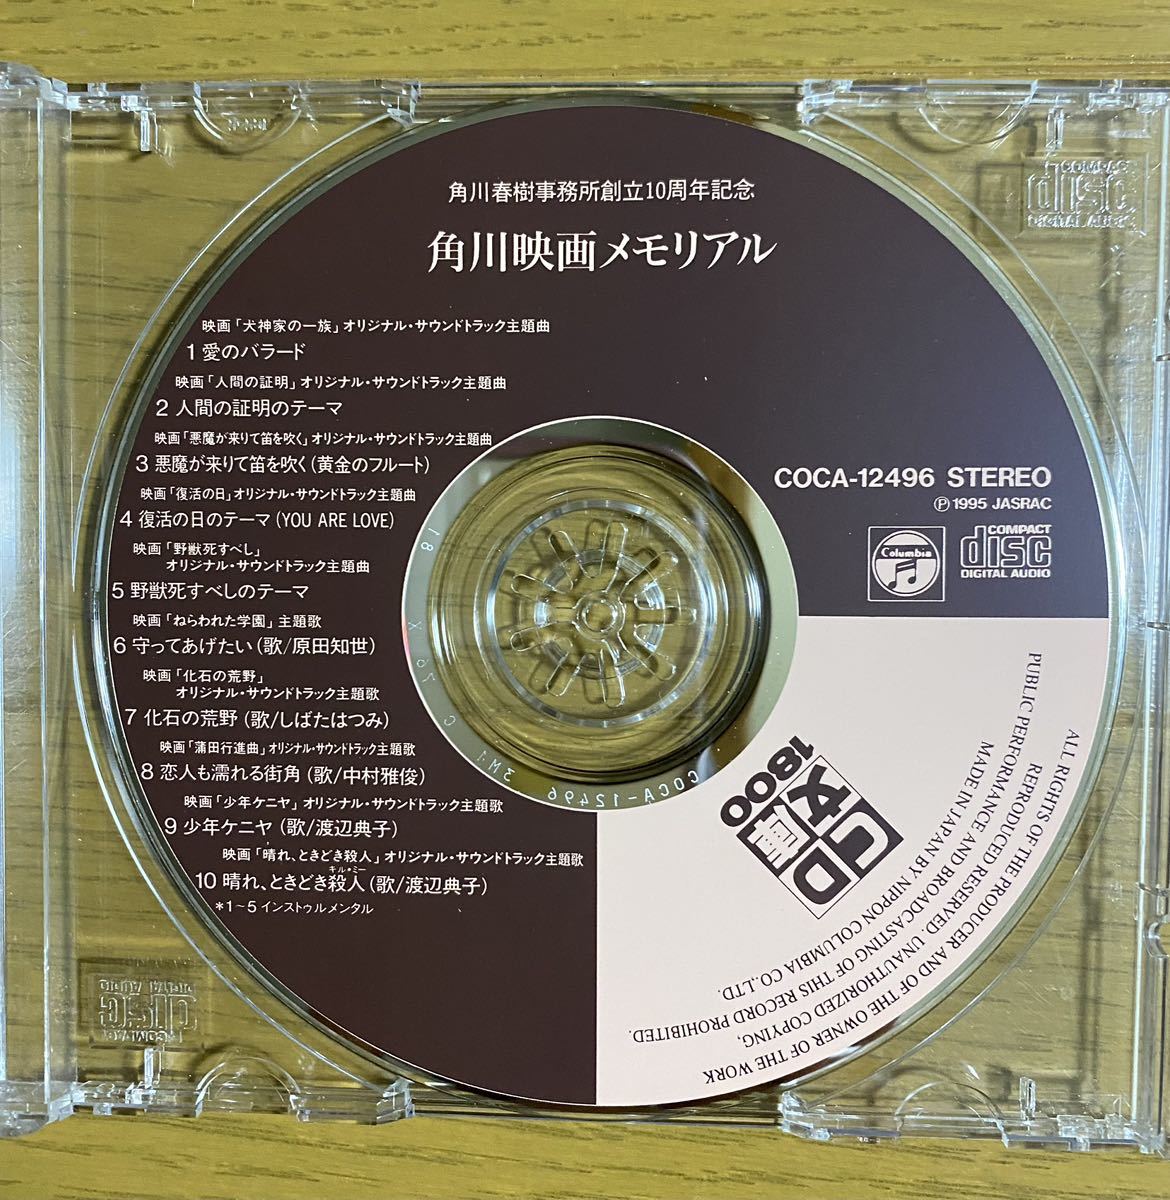 角川春樹事務所創立10周年記念
角川映画メモリアル
映画「犬神家の一族」オリジナル・サウンドトラック主題曲
1 愛のバラード
映画「人間の証明」オリジナル・サウンドトラック主題曲
2 人間の証明のテーマ
映画「悪魔が来りて笛を吹く」オリジナル・サウンドトラック主題曲
3 悪魔が来りて笛を吹く(黄金のフルート)
映画「復活の日」オリジナル・サウンドトラック主題曲
4 復活の日のテーマ(YOU ARE LOVE)
映画「野獣死すべし」
オリジナル・サウンドトラック主題曲
5 野獣死すべしのテーマ
映画「ねらわれた学園」主題歌
6 守ってあげたい(歌/原田知世)
映画「化石の荒野」
オリジナル・サウンドトラック主題歌
7 化石の荒野(歌/しばたはつみ)
映画「蒲田行進曲」オリジナル・サウンドトラック主題歌
8 恋人も濡れる街角(歌/中村雅俊)
映画「少年ケニヤ」オリジナル・サウンドトラック主題歌
9 少年ケニヤ(歌/渡辺典子)
映画「晴れ、ときどき殺人」オリジナル・サウンドトラック主題歌
キル・ミー
10 晴れ、ときどき殺人(歌/渡辺典子)
*1~5 インストゥルメンタル
COCA-12496 STEREO
Ⓟ1995 JASRAC
Columbia
COMPACT
disc
DIGITAL AUDIO
CD文庫
1800
ALL RIGHTS OF THE PRODUCER AND OF THE OWNER OF THE WORK
REPRODUCED RESERVED. UNAUTHORIZED COPYING,
PUBLIC PERFORMANCE AND BROADCASTING OF THIS RECORD PROHIBITED.
MADE IN JAPAN BY NIPPON COLUMBIA CO.,LTD.
COCA-12496
COMPACT
disc
DIGITAL AUDIO
COMPACT
disc
DIGITAL AUDIO